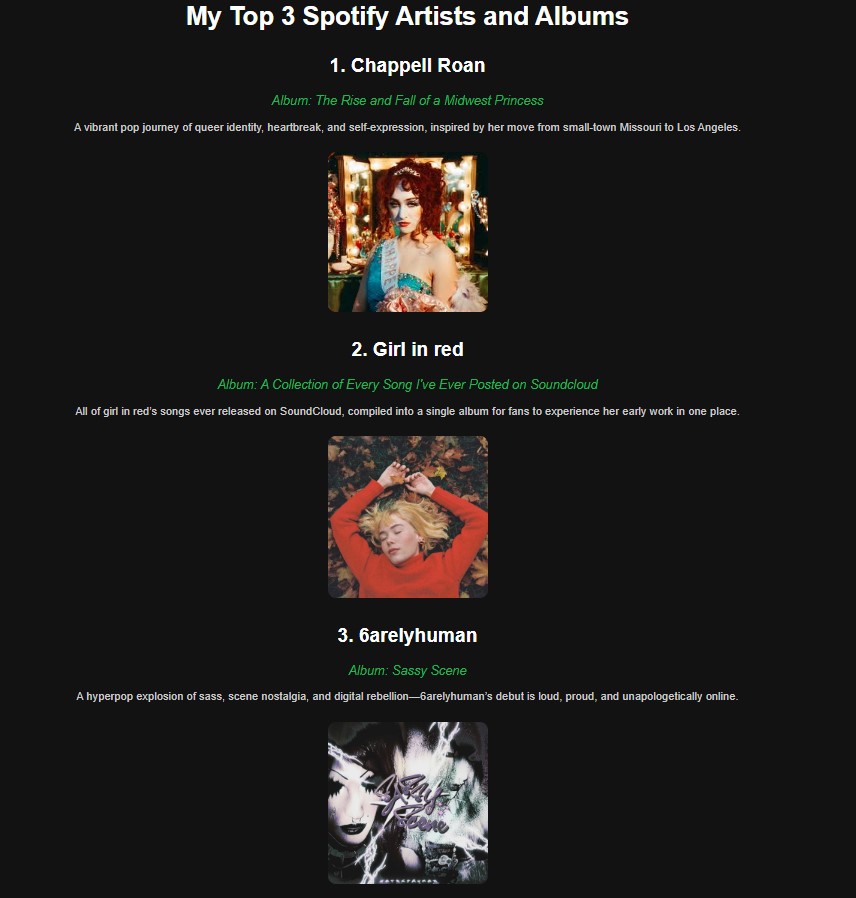 My Top 3 Spotify Artists and Albums
1. Chappell Roan
Album: The Rise and Fall of a Midwest Princess
A vibrant pop journey of queer identity, heartbreak, and self-expression, inspired by her move from small-town Missouri to Los Angeles.
2. Girl in red
Album: A Collection of Every Song I've Ever Posted on Soundcloud
All of girl in red's songs ever released on SoundCloud, compiled into a single album for fans to experience her early work in one place.
3. 6arelyhuman
Album: Sassy Scene
A hyperpop explosion of sass, scene nostalgia, and digital rebellion—6arelyhuman's debut is loud, proud, and unapologetically online.
Scene